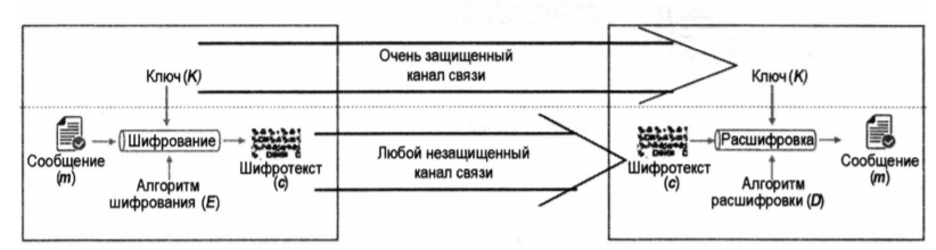 Очень защищенный
канал связи
Ключ (K)
Ключ (K)
Шифрование
Сообщение
(m)
Шифротекст
(c)
Алгоритм
шифрования (E)
Любой незащищенный
канал связи
Расшифровка
Шифротекст
(c)
Сообщение
(m)
Алгоритм
расшифровки (D)